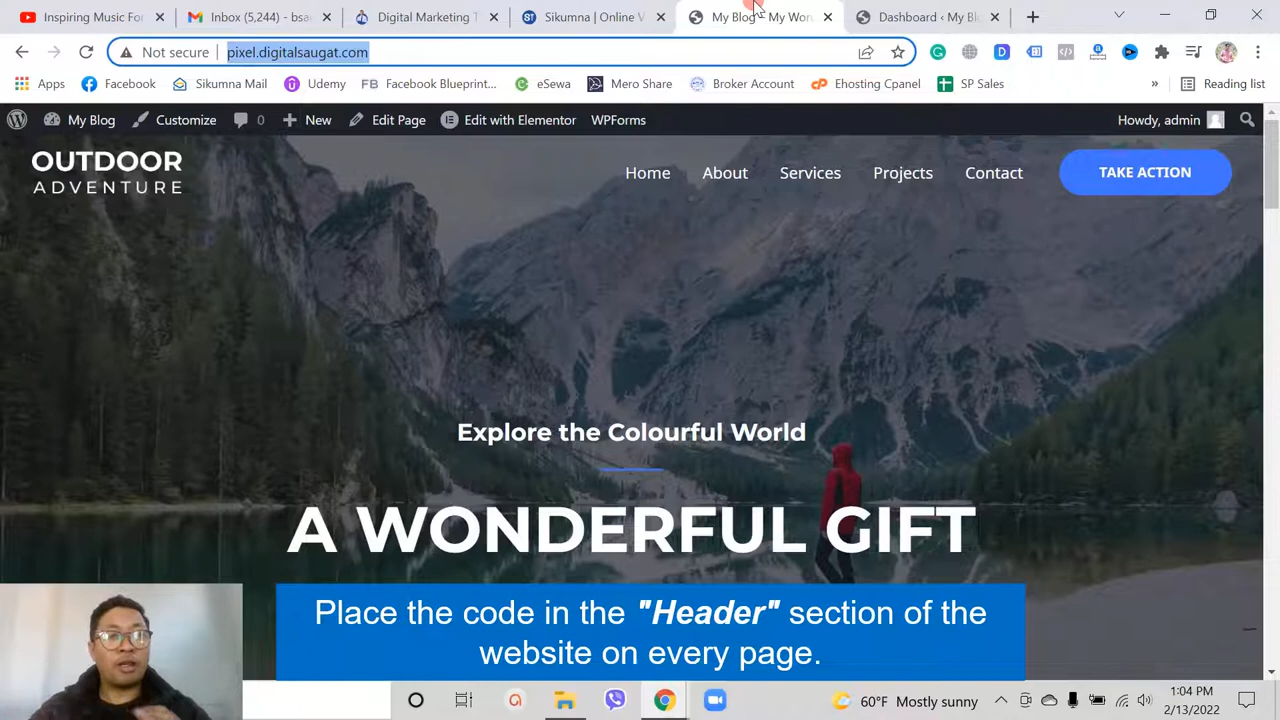 Inspiring Music For
Inbox (5,244) - bsa
Digital Marketing T
Sikumna | Online V
My Blog - My Wor
Dashboard ‹ My Bl
Not secure
pixel.digitalsaugat.com
Apps
Facebook
Sikumna Mail
Udemy
FB Facebook Blueprint...
eSewa
Mero Share
Broker Account
Ehosting Cpanel
SP Sales
»
Reading list
My Blog
Customize
0
New
Edit Page
Edit with Elementor
WPForms
Howdy, admin
OUTDOOR
ADVENTURE
Home
About
Services
Projects
Contact
TAKE ACTION
Explore the Colourful World
A WONDERFUL GIFT
Place the code in the "Header" section of the
website on every page.
60°F Mostly sunny
1:04 PM
2/13/2022